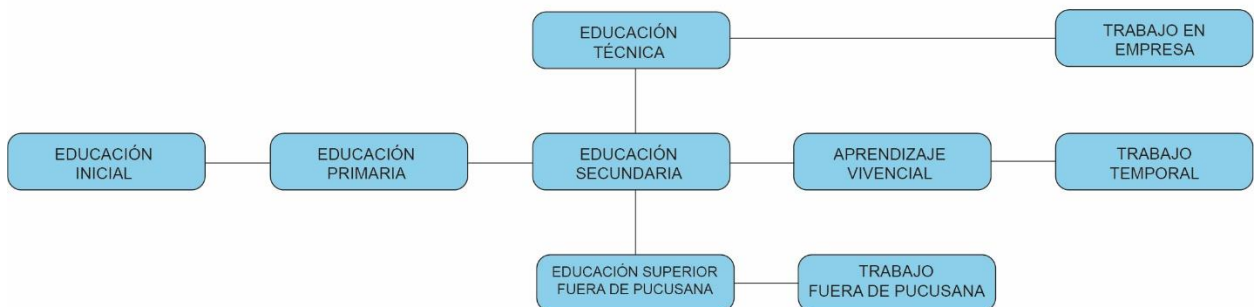 EDUCACIÓN
TÉCNICA
TRABAJO EN
EMPRESA
EDUCACIÓN
INICIAL
EDUCACIÓN
PRIMARIA
EDUCACIÓN
SECUNDARIA
APRENDIZAJE
VIVENCIAL
TRABAJO
TEMPORAL
EDUCACIÓN SUPERIOR
FUERA DE PUCUSANA
TRABAJO
FUERA DE PUCUSANA